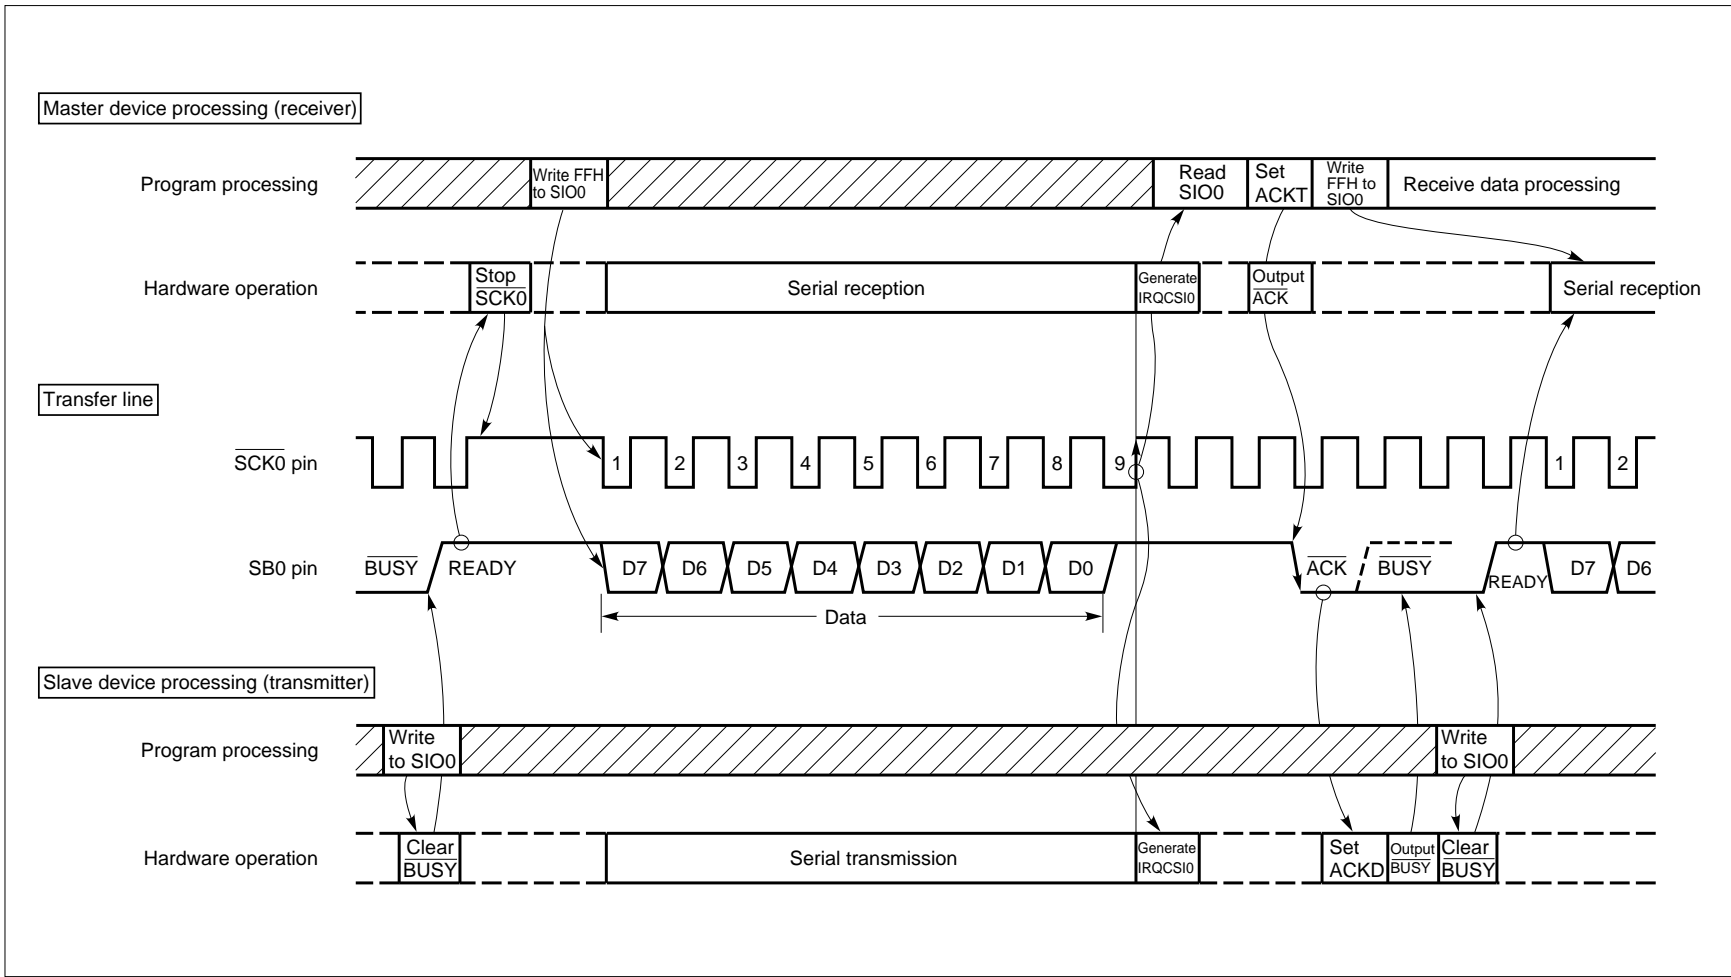 Master device processing (receiver)
Program processing
Write FFH
to SIO0
Read
SIO0
Set
ACKT
Write
FFH to
SIO0
Receive data processing
Hardware operation
Stop
SCK0
Serial reception
Generate
IRQCSI0
Output
ACK
Serial reception
Transfer line
SCK0 pin
1 2 3 4 5 6 7 8 9 1 2
SB0 pin
BUSY READY D7 D6 D5 D4 D3 D2 D1 D0 ACK BUSY READY D7 D6
Data
Slave device processing (transmitter)
Program processing
Write
to SIO0
Write
to SIO0
Hardware operation
Clear
BUSY
Serial transmission
Generate
IRQCSI0
Set
ACKD
Output
BUSY
Clear
BUSY